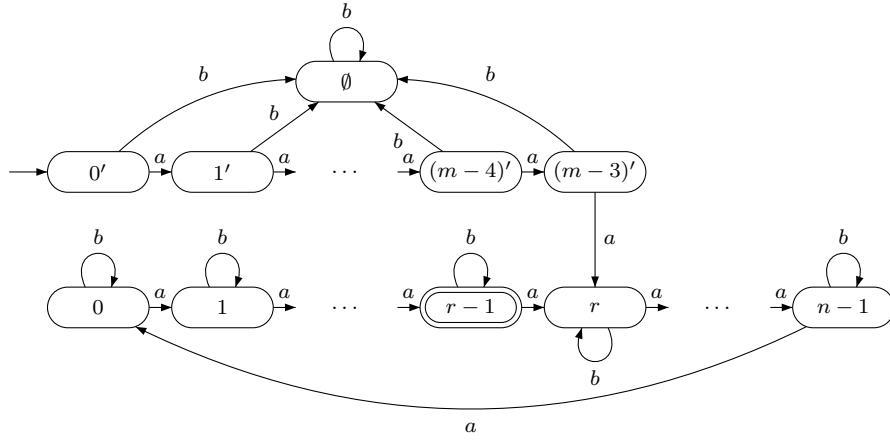 b
∅
b b
b b
0′ a 1′ a ⋯ a (m − 4)′ a (m − 3)′
a
b b b b
0 a 1 a ⋯ a r − 1 a r a ⋯ a n − 1
b
a